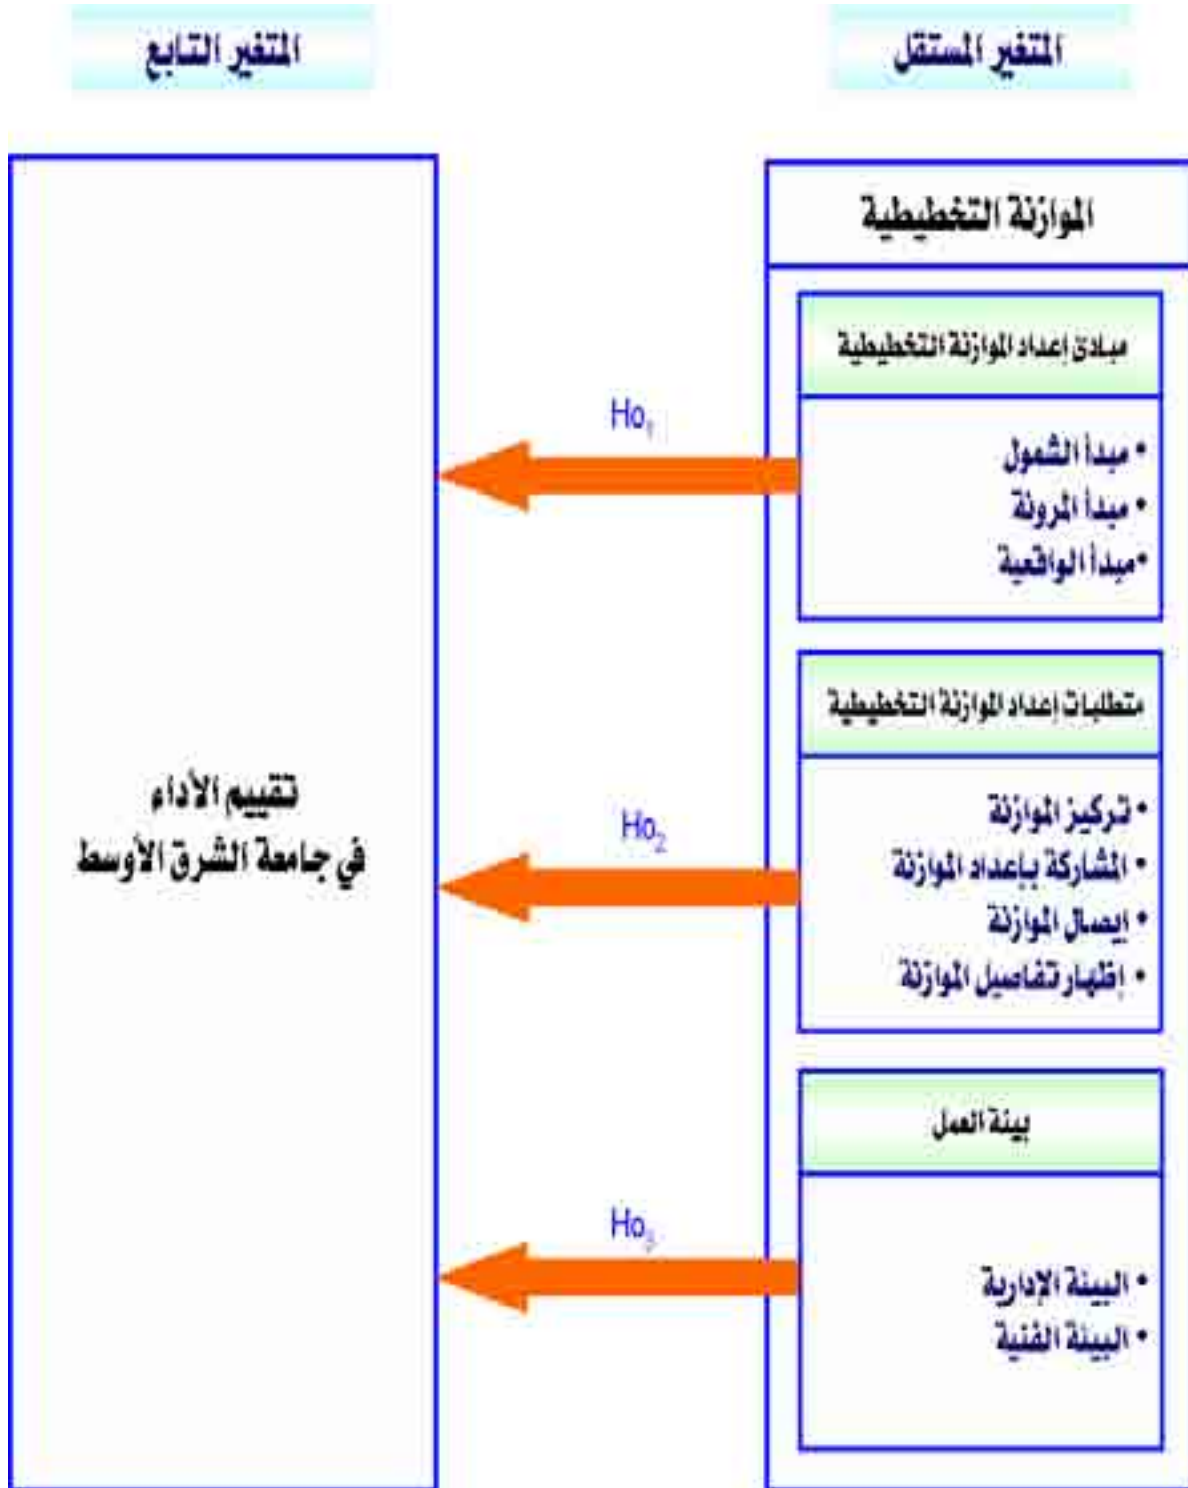 المتغير المستقل
المتغير التابع
الموازنة التخطيطية
مبادئ إعداد الموازنة التخطيطية
• مبدأ الشمول
• مبدأ المرونة
•مبدأ الواقعية
Ho1
متطلبات إعداد الموازنة التخطيطية
• تركيز الموازنة
• المشاركة بإعداد الموازنة
• إيصال الموازنة
• إظهار تفاصيل الموازنة
Ho2
بيئة العمل
• البيئة الإدارية
• البيئة الفنية
Ho3
تقييم الأداء
في جامعة الشرق الأوسط